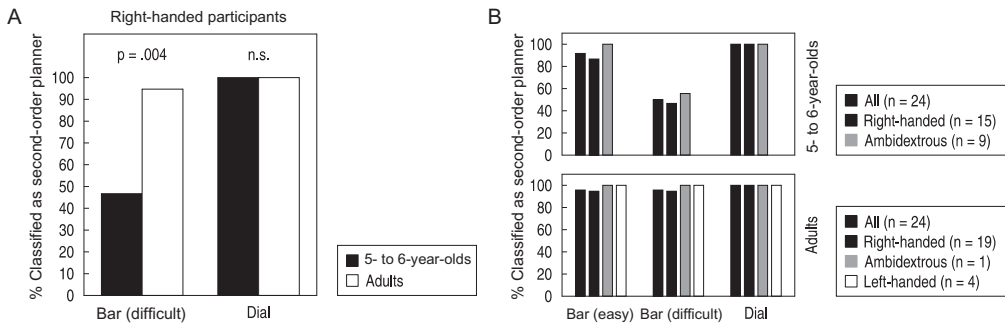 A
Right-handed participants
% Classified as second-order planner
100
90
80
70
60
50
40
30
20
10
0
p = .004
n.s.
Bar (difficult)
Dial
5- to 6-year-olds
Adults
B
% Classified as second-order planner
100
80
60
40
20
0
5- to 6-year-olds
All (n = 24)
Right-handed (n = 15)
Ambidextrous (n = 9)
100
80
60
40
20
0
Adults
All (n = 24)
Right-handed (n = 19)
Ambidextrous (n = 1)
Left-handed (n = 4)
Bar (easy)
Bar (difficult)
Dial